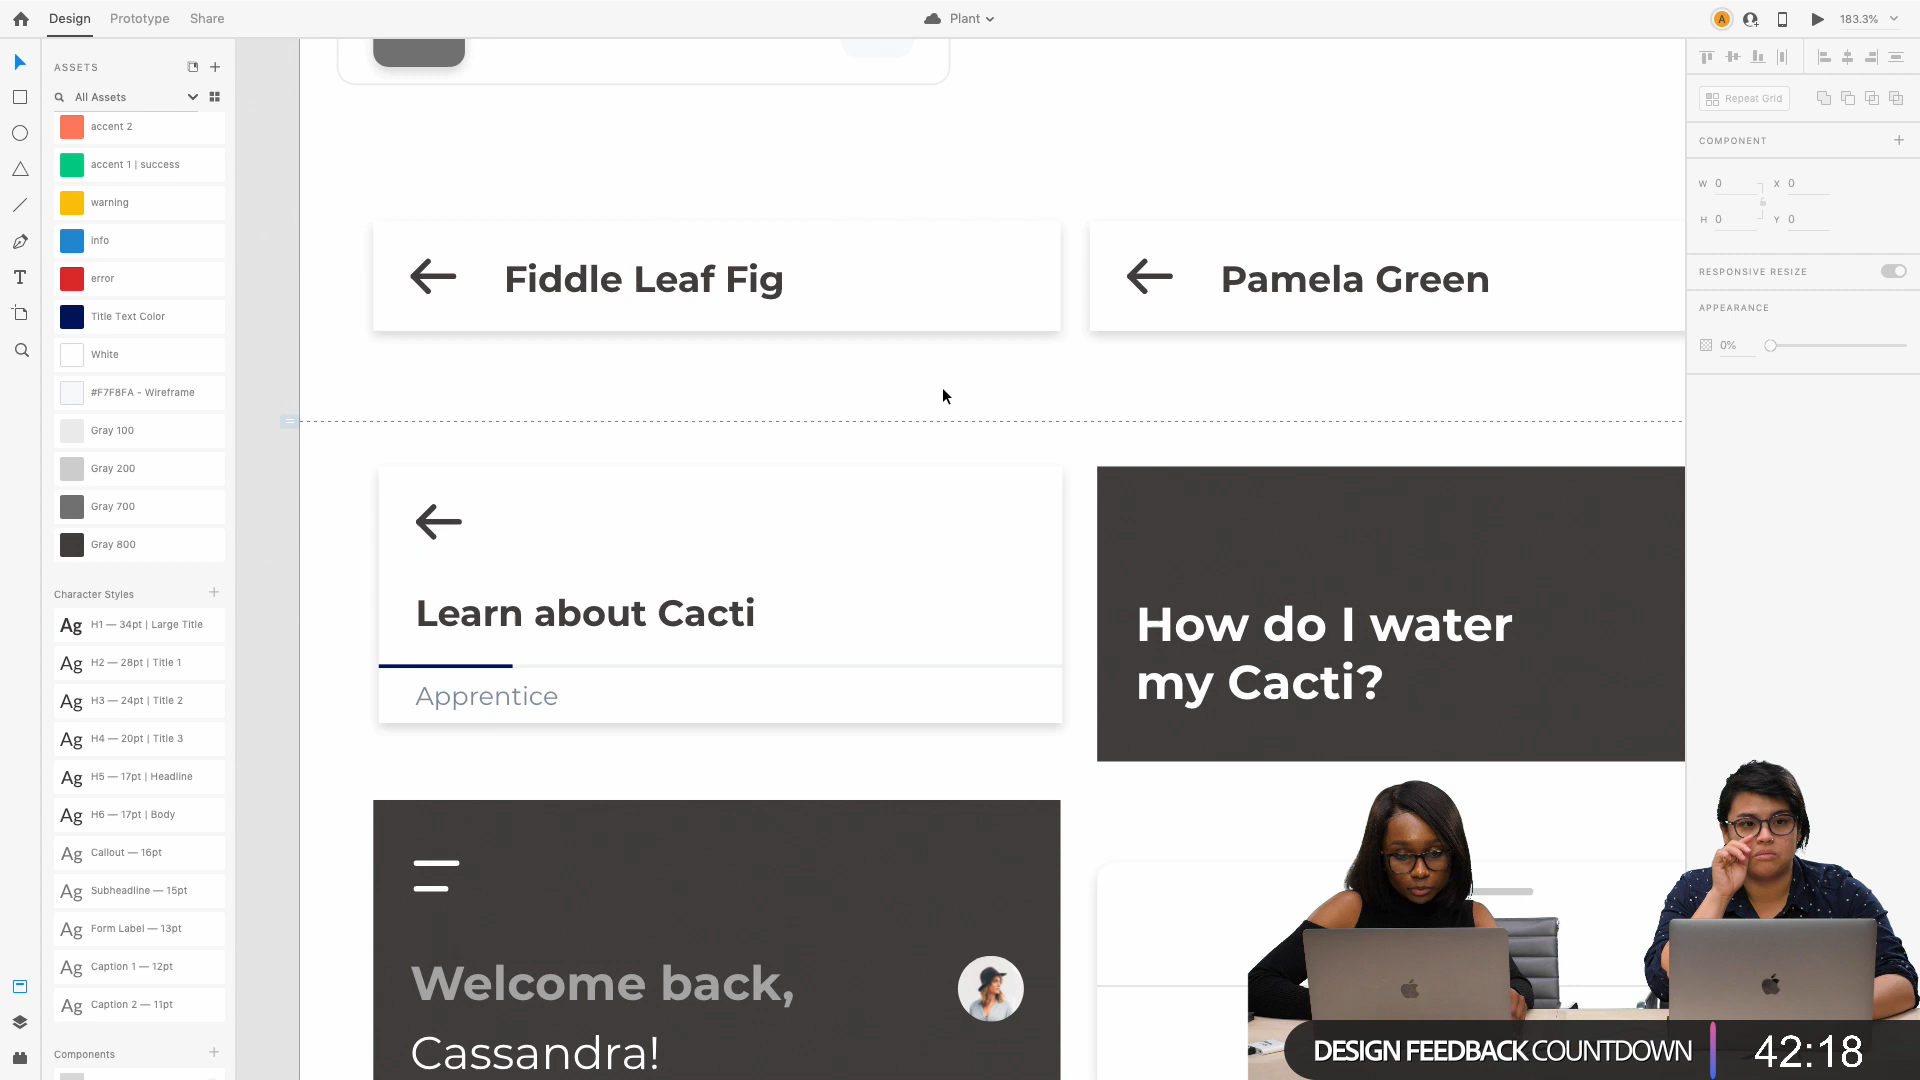 Design
Prototype
Share
Plant
A
183.3%
ASSETS
All Assets
accent 2
accent 1 | success
warning
info
error
Title Text Color
White
#F7F8FA - Wireframe
Gray 100
Gray 200
Gray 700
Gray 800
Character Styles
Ag H1 — 34pt | Large Title
Ag H2 — 28pt | Title 1
Ag H3 — 24pt | Title 2
Ag H4 — 20pt | Title 3
Ag H5 — 17pt | Headline
Ag H6 — 17pt | Body
Ag Callout — 16pt
Ag Subheadline — 15pt
Ag Form Label — 13pt
Ag Caption 1 — 12pt
Ag Caption 2 — 11pt
Components
Fiddle Leaf Fig
Pamela Green
Learn about Cacti
Apprentice
How do I water
my Cacti?
Welcome back,
Cassandra!
Repeat Grid
COMPONENT
W 0 X 0
H 0 Y 0
RESPONSIVE RESIZE
APPEARANCE
0%
DESIGN FEEDBACK COUNTDOWN 42:18